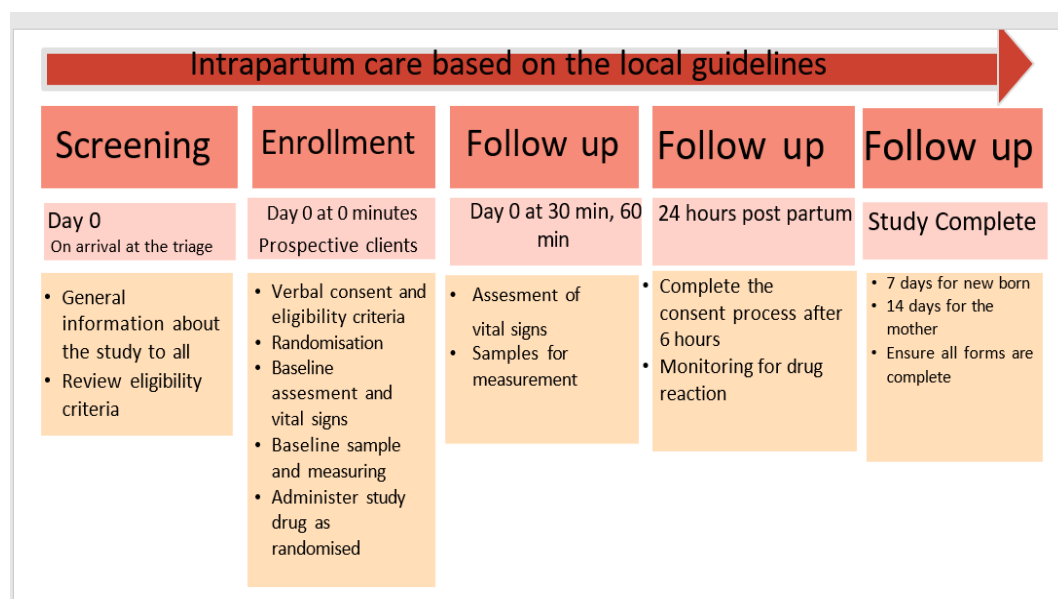 Intrapartum care based on the local guidelines
Screening
Day 0
On arrival at the triage
• General
information about
the study to all
• Review eligibility
criteria
Enrollment
Day 0 at 0 minutes
Prospective clients
• Verbal consent and
eligibility criteria
• Randomisation
• Baseline
assesment and
vital signs
• Baseline sample
and measuring
• Administer study
drug as
randomised
Follow up
Day 0 at 30 min, 60
min
• Assesment of
vital signs
• Samples for
measurement
Follow up
24 hours post partum
• Complete the
consent process after
6 hours
• Monitoring for drug
reaction
Follow up
Study Complete
• 7 days for new born
• 14 days for the
mother
• Ensure all forms are
complete